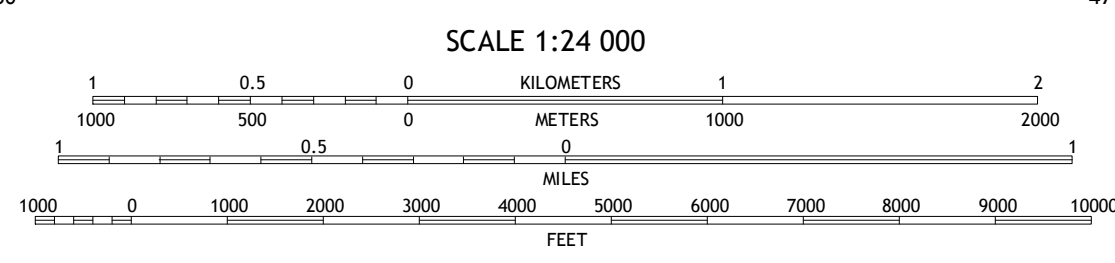 SCALE 1:24 000
1 0.5 0 KILOMETERS 1 2
1000 500 0 METERS 1000 2000
1 0.5 0 1
MILES
1000 0 1000 2000 3000 4000 5000 6000 7000 8000 9000 10000
FEET